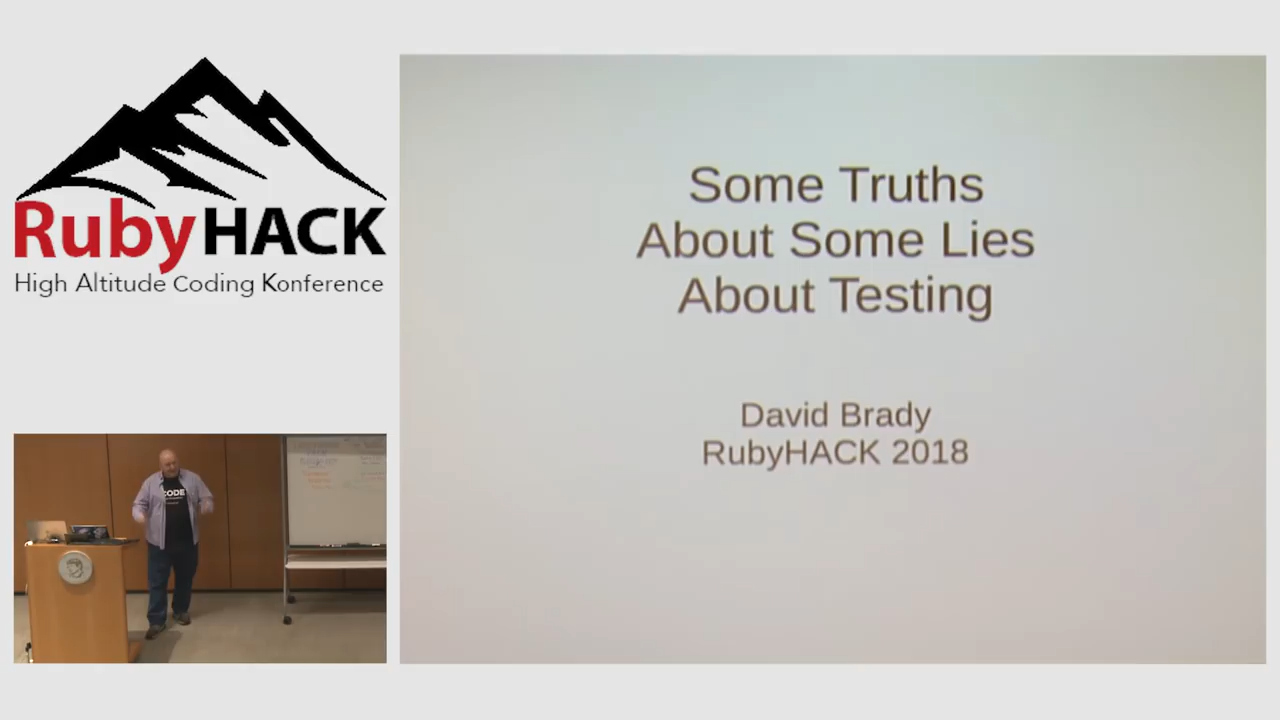 RubyHACK
High Altitude Coding Konference
Some Truths
About Some Lies
About Testing
David Brady
RubyHACK 2018
CODE